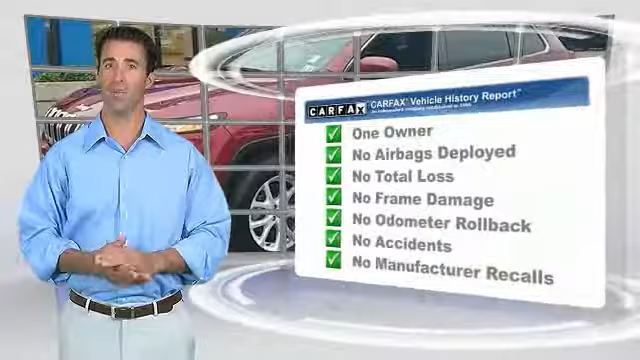 CARFAX CARFAX Vehicle History Report™
One Owner
No Airbags Deployed
No Total Loss
No Frame Damage
No Odometer Rollback
No Accidents
No Manufacturer Recalls